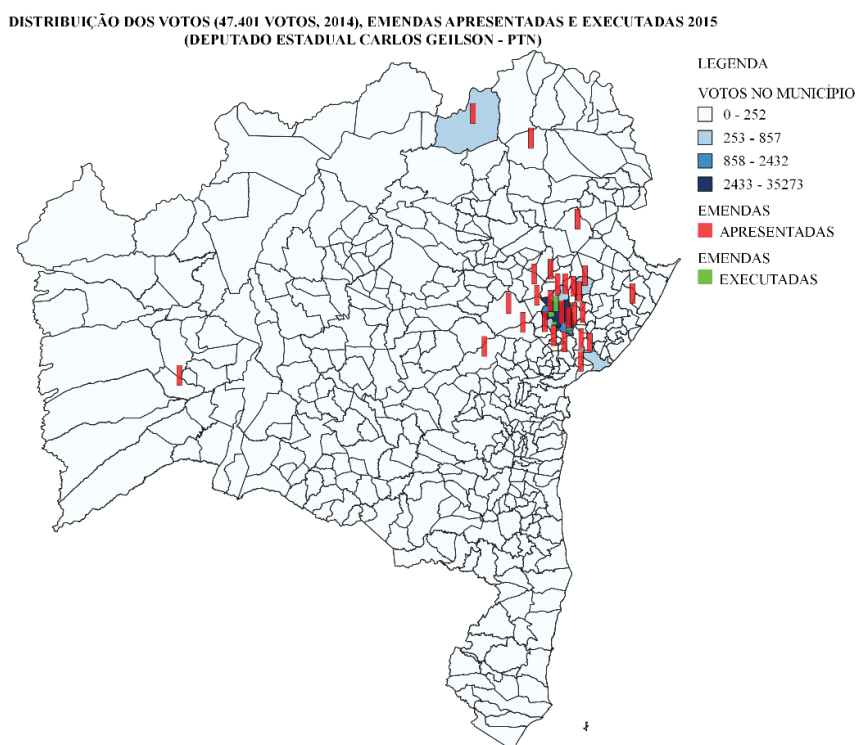 DISTRIBUIÇÃO DOS VOTOS (47.401 VOTOS, 2014), EMENDAS APRESENTADAS E EXECUTADAS 2015
(DEPUTADO ESTADUAL CARLOS GEILSON - PTN)
LEGENDA
VOTOS NO MUNICÍPIO
0 - 252
253 - 857
858 - 2432
2433 - 35273
EMENDAS
APRESENTADAS
EMENDAS
EXECUTADAS